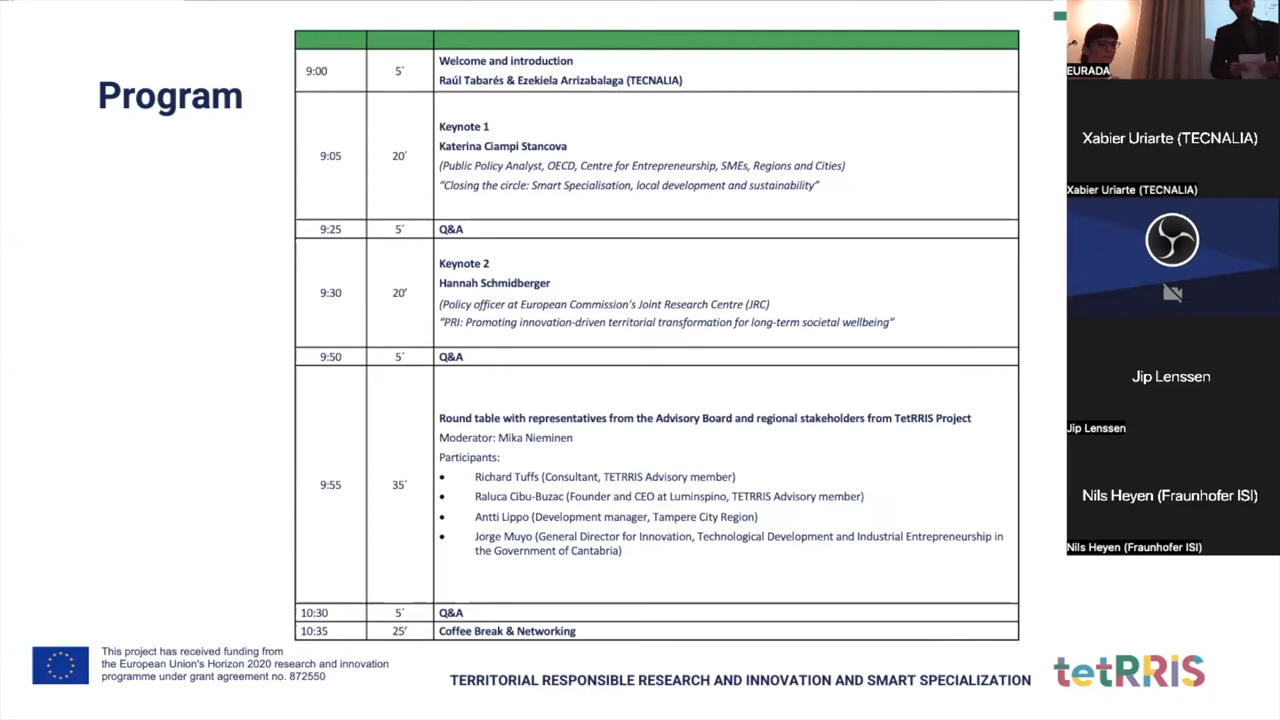 Program
9:00 5´ Welcome and introduction
Raúl Tabarés & Ezekiela Arrizabalaga (TECNALIA)
9:05 20´ Keynote 1
Katerina Ciampi Stancova
(Public Policy Analyst, OECD, Centre for Entrepreneurship, SMEs, Regions and Cities)
“Closing the circle: Smart Specialisation, local development and sustainability”
9:25 5´ Q&A
9:30 20’ Keynote 2
Hannah Schmidberger
(Policy officer at European Commission's Joint Research Centre (JRC)
“PRI: Promoting innovation-driven territorial transformation for long-term societal wellbeing”
9:50 5´ Q&A
9:55 35´ Round table with representatives from the Advisory Board and regional stakeholders from TetRRIS Project
Moderator: Mika Nieminen
Participants:
• Richard Tuffs (Consultant, TETRRIS Advisory member)
• Raluca Cibu-Buzac (Founder and CEO at Luminspino, TETRRIS Advisory member)
• Antti Lippo (Development manager, Tampere City Region)
• Jorge Muyo (General Director for Innovation, Technological Development and Industrial Entrepreneurship in
the Government of Cantabria)
10:30 5´ Q&A
10:35 25’ Coffee Break & Networking
This project has received funding from
the European Union's Horizon 2020 research and innovation
programme under grant agreement no. 872550
TERRITORIAL RESPONSIBLE RESEARCH AND INNOVATION AND SMART SPECIALIZATION
tetRRIS
EURADA
Xabier Uriarte (TECNALIA)
Xabier Uriarte (TECNALIA)
Jip Lenssen
Jip Lenssen
Nils Heyen (Fraunhofer ISI)
Nils Heyen (Fraunhofer ISI)